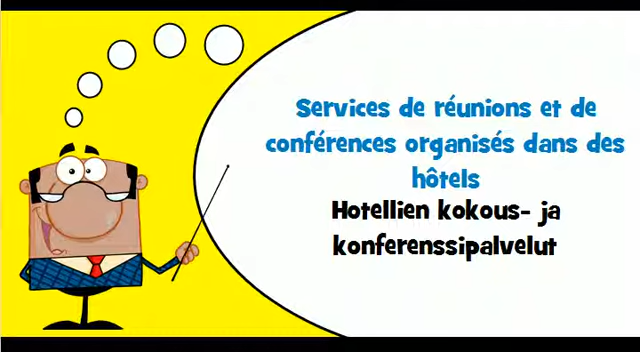 Services de réunions et de
conférences organisés dans des
hôtels
Hotellien kokous- ja
konferenssipalvelut